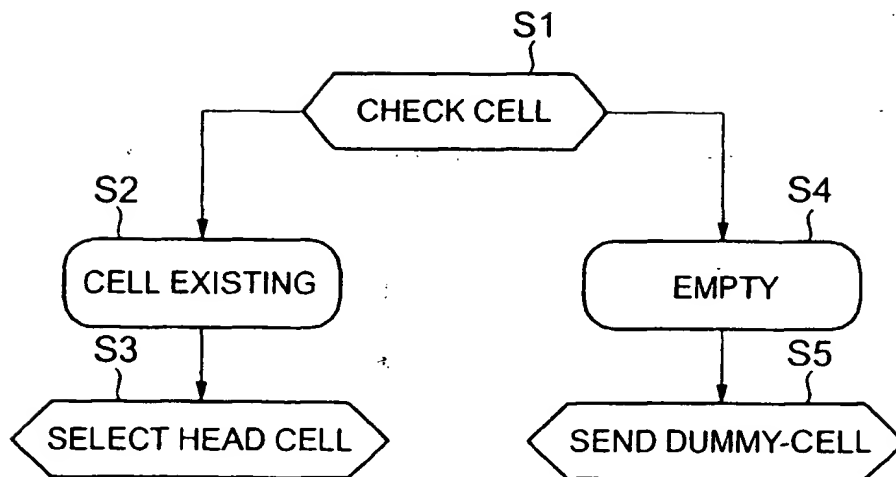 S1
CHECK CELL
S2
S4
CELL EXISTING
EMPTY
S3
S5
SELECT HEAD CELL
SEND DUMMY-CELL